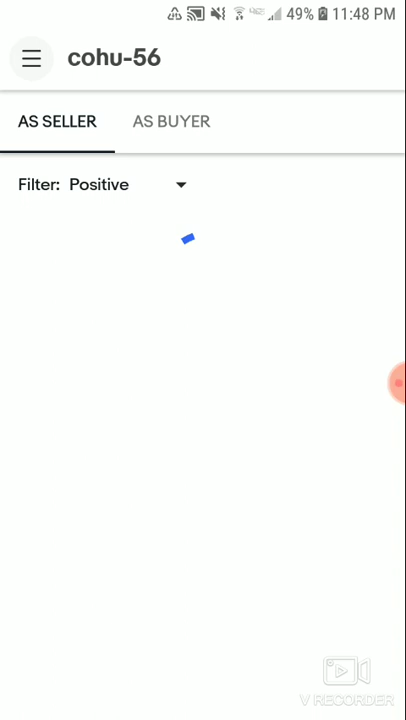 49% 11:48 PM
cohu-56
AS SELLER AS BUYER
Filter: Positive
V RECORDER